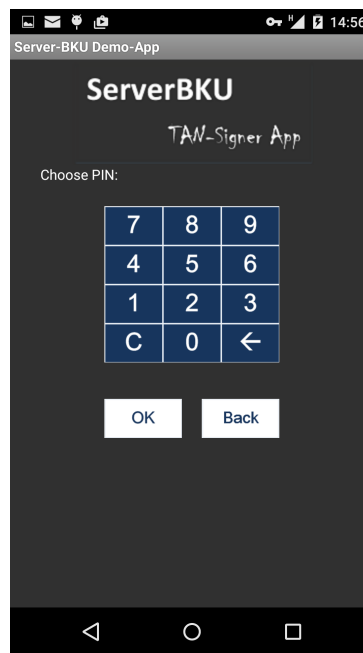 H 14:56
Server-BKU Demo-App
ServerBKU
TAN-Signer App
Choose PIN:
7 8 9
4 5 6
1 2 3
C 0 ←
OK Back